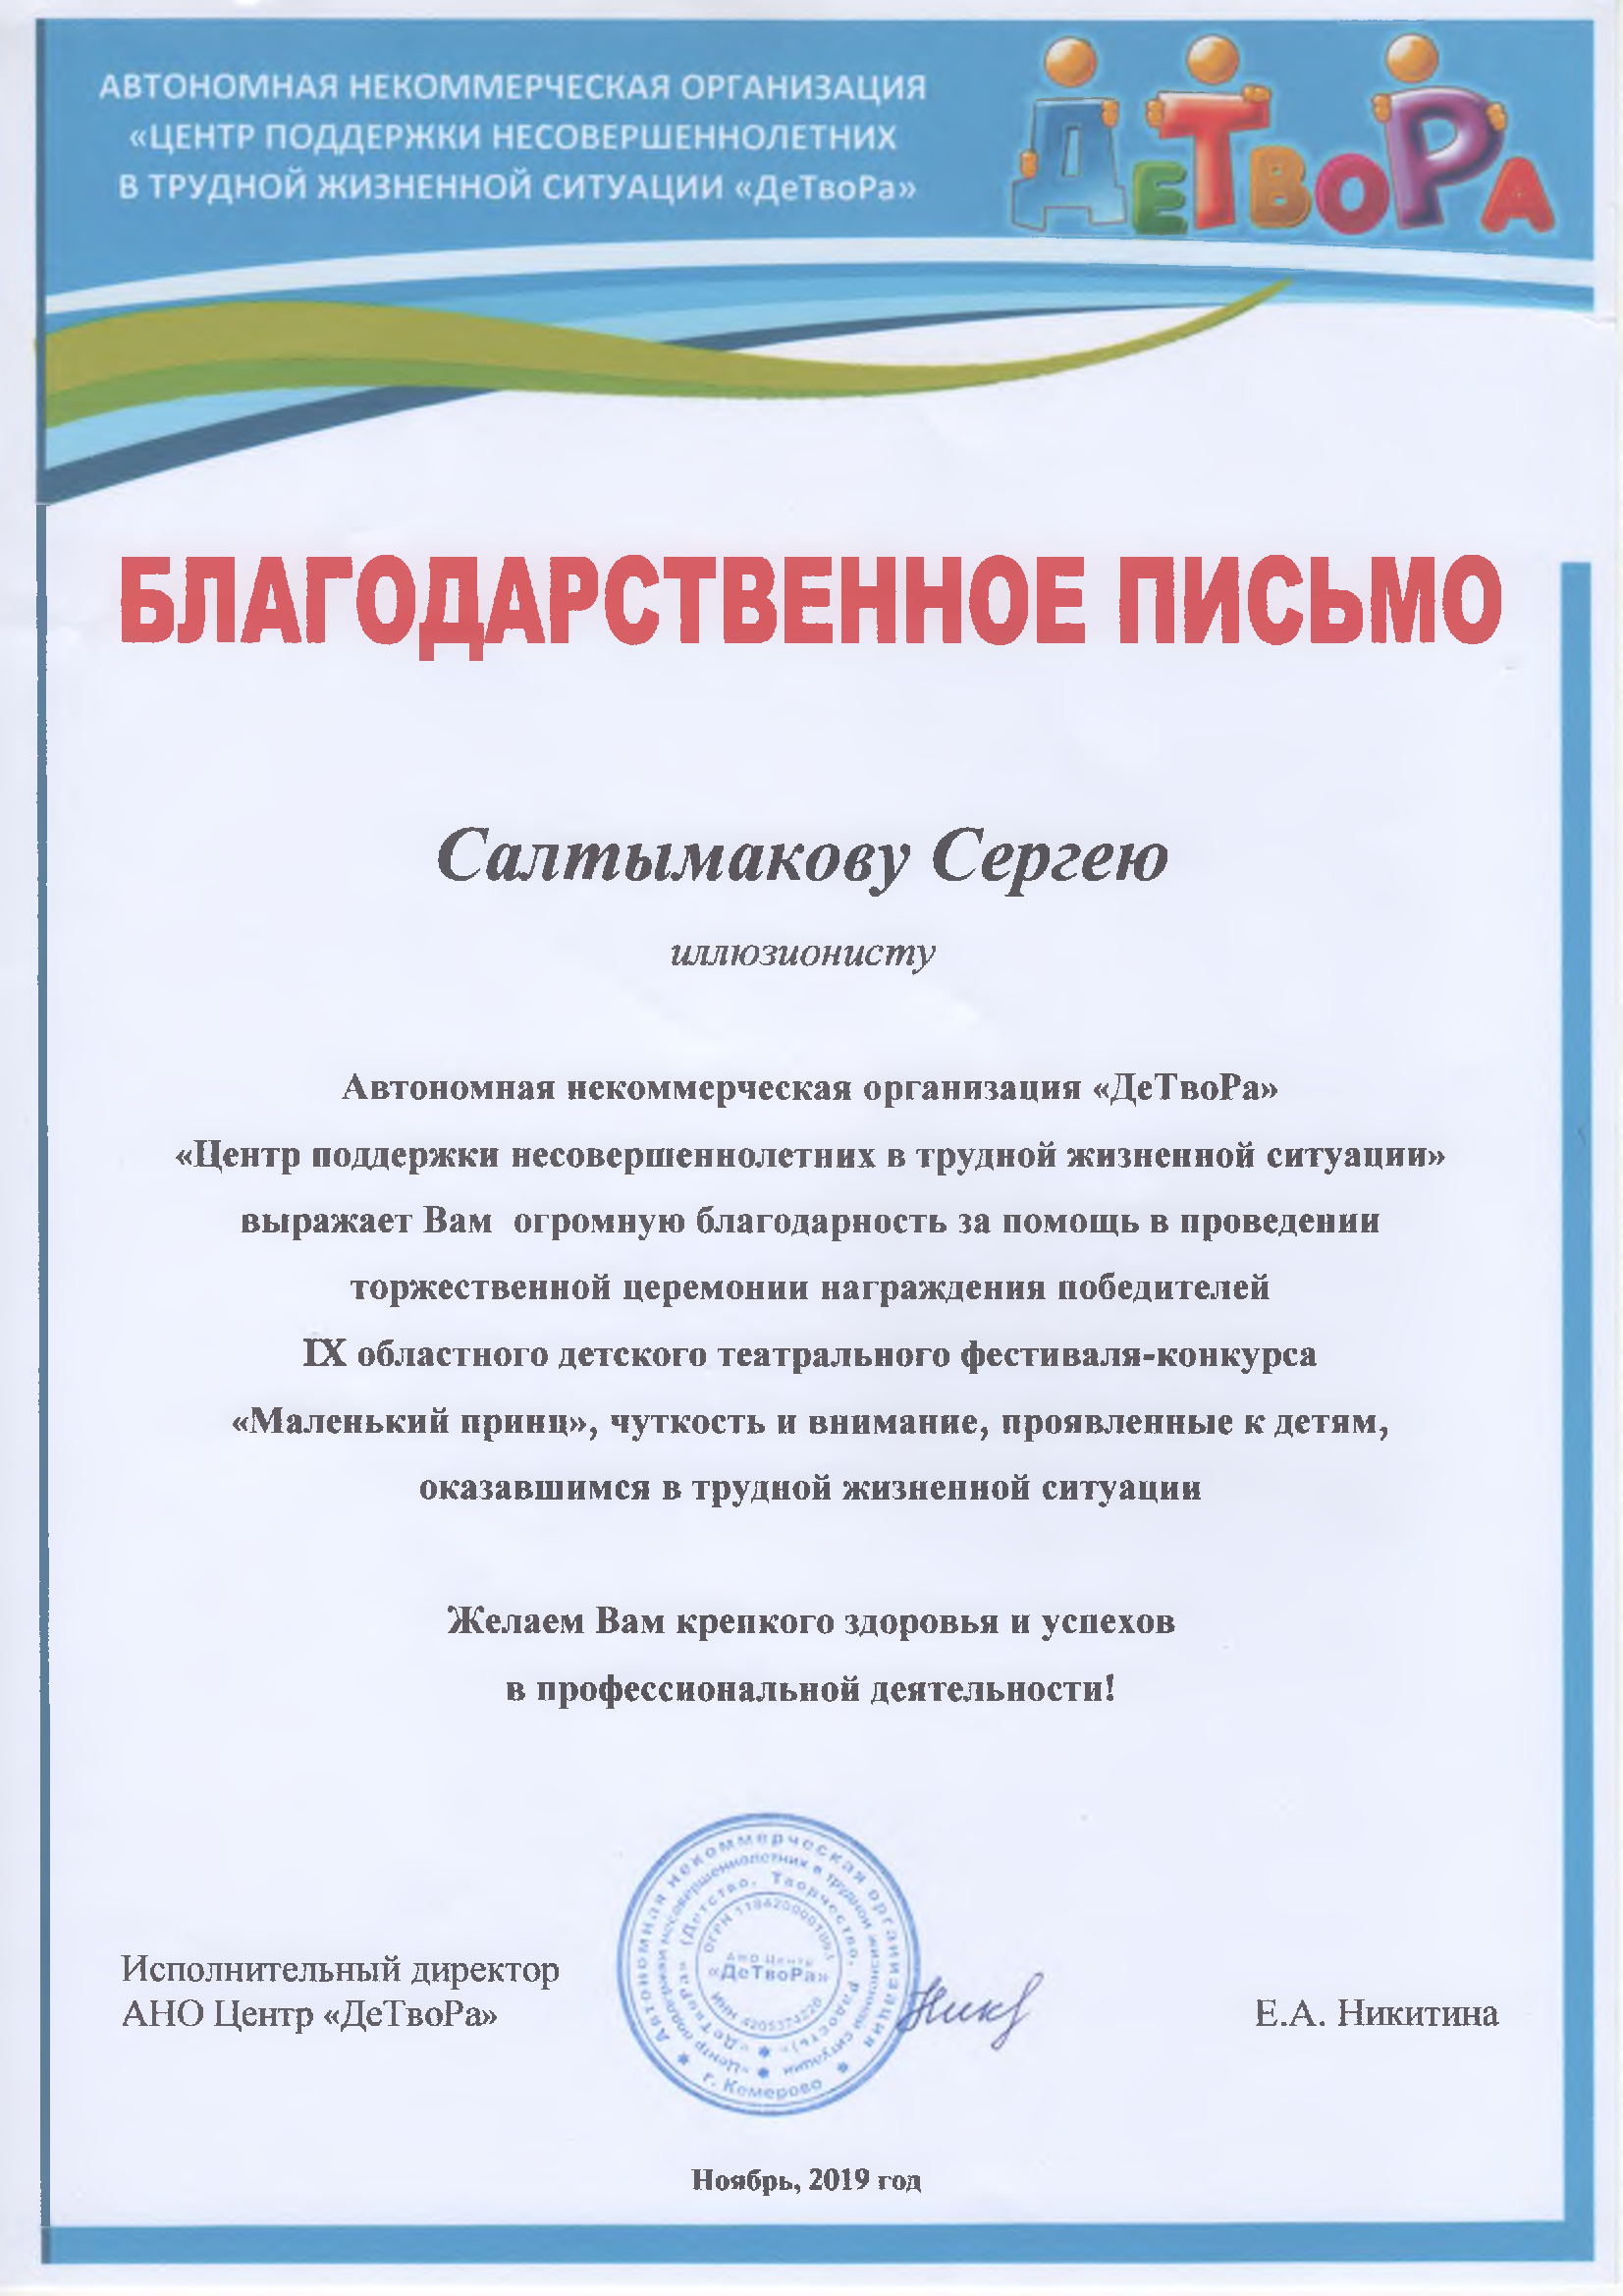 АВТОНОМНАЯ НЕКОММЕРЧЕСКАЯ ОРГАНИЗАЦИЯ
«ЦЕНТР ПОДДЕРЖКИ НЕСОВЕРШЕННОЛЕТНИХ
В ТРУДНОЙ ЖИЗНЕННОЙ СИТУАЦИИ «ДеТвоРа»
ДеТвоРа
БЛАГОДАРСТВЕННОЕ ПИСЬМО
Салтымакову Сергею
иллюзионисту
Автономная некоммерческая организация «ДеТвоРа»
«Центр поддержки несовершеннолетних в трудной жизненной ситуации»
выражает Вам огромную благодарность за помощь в проведении
торжественной церемонии награждения победителей
IX областного детского театрального фестиваля-конкурса
«Маленький принц», чуткость и внимание, проявленные к детям,
оказавшимся в трудной жизненной ситуации
Желаем Вам крепкого здоровья и успехов
в профессиональной деятельности!
Автономная некоммерческая организация
г. Кемерово
«Центр поддержки несовершеннолетних в трудной жизненной ситуации
«ДеТвоРа» (Детство, Творчество, Радость)»
ОГРН
АНО Центр
«ДеТвоРа»
ИНН
Исполнительный директор
АНО Центр «ДеТвоРа»
Е.А. Никитина
Ноябрь, 2019 год